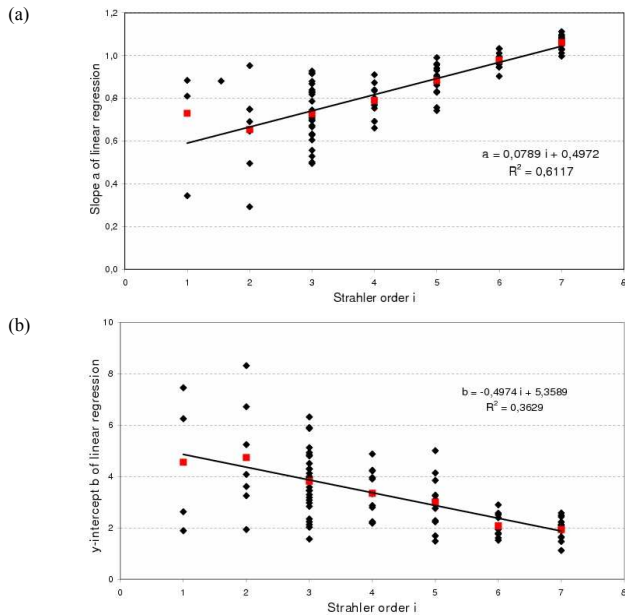 (a)
1,2
1,0
0,8
0,6
0,4
0,2
0,0
Slope a of linear regression
a = 0,0789 i + 0,4972
R² = 0,6117
0 1 2 3 4 5 6 7 8
Strahler order i
(b)
10
8
6
4
2
0
y-intercept b of linear regression
b = -0,4974 i + 5,3589
R² = 0,3629
0 1 2 3 4 5 6 7 8
Strahler order i